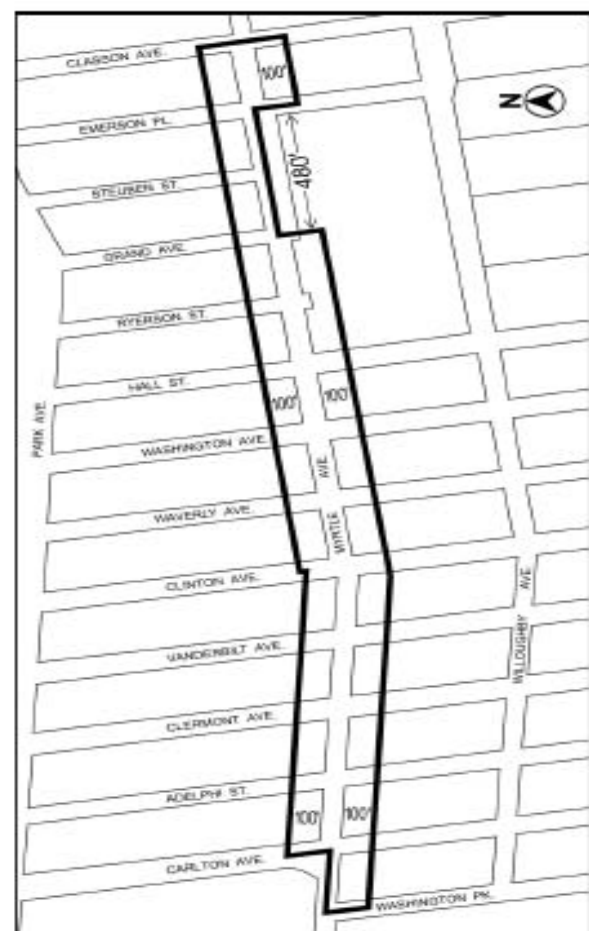 CLASSON AVE.
100'
EMERSON PL.
N
STEUBEN ST.
480'
GRAND AVE.
RYERSON ST.
HALL ST.
PARK AVE.
100'
100'
WASHINGTON AVE.
AVE.
WAVERLY AVE.
MYRTLE
CLINTON AVE.
AVE.
WILLOUGHBY
VANDERBILT AVE.
CLERMONT AVE.
ADELPHI ST.
100'
100'
CARLTON AVE.
WASHINGTON PK.